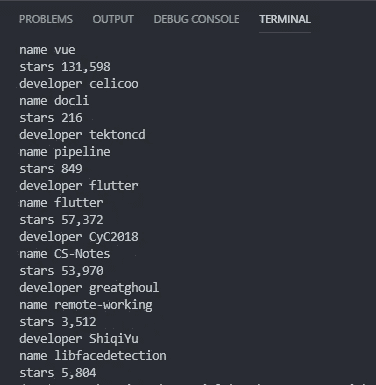 PROBLEMS OUTPUT DEBUG CONSOLE TERMINAL
name vue
stars 131,598
developer celicoo
name docli
stars 216
developer tektoncd
name pipeline
stars 849
developer flutter
name flutter
stars 57,372
developer CyC2018
name CS-Notes
stars 53,970
developer greatghoul
name remote-working
stars 3,512
developer ShiqiYu
name libfacedetection
stars 5,804